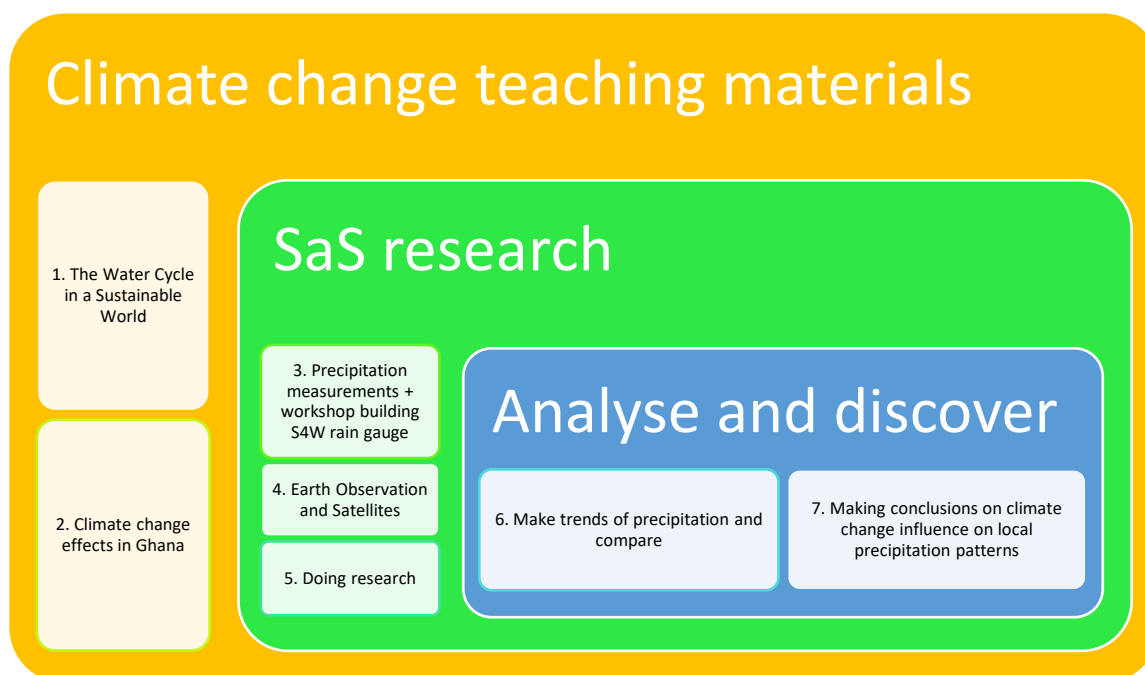 Climate change teaching materials
1. The Water Cycle
in a Sustainable
World
2. Climate change
effects in Ghana
SaS research
3. Precipitation
measurements +
workshop building
S4W rain gauge
4. Earth Observation
and Satellites
5. Doing research
Analyse and discover
6. Make trends of precipitation and
compare
7. Making conclusions on climate
change influence on local
precipitation patterns